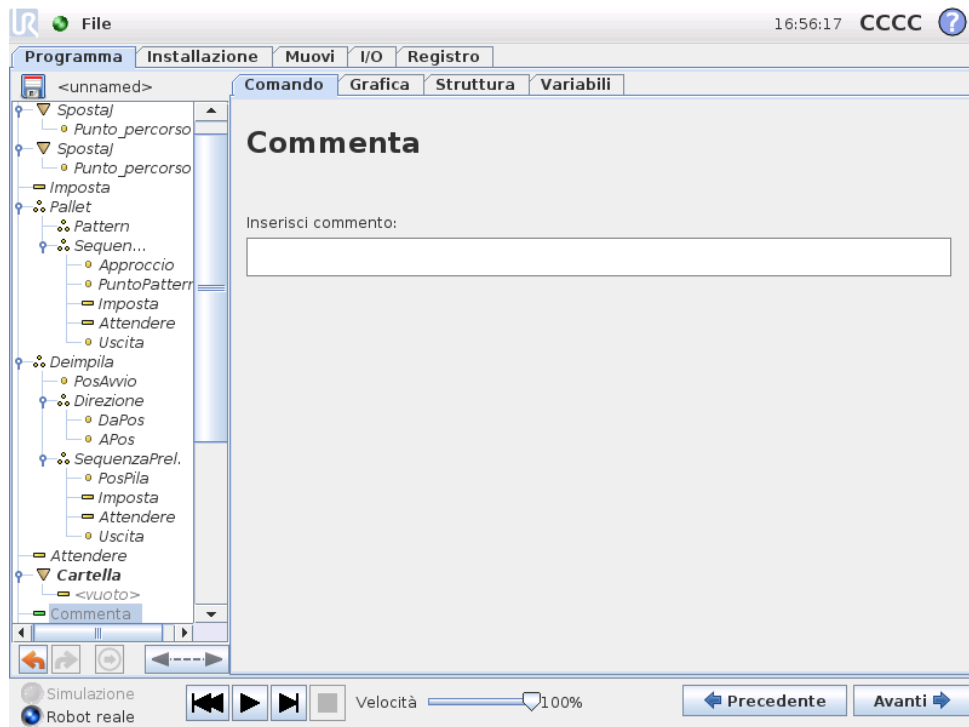 UR File 16:56:17 CCCC ?
Programma Installazione Muovi I/O Registro
<unnamed> Comando Grafica Struttura Variabili
SpostaJ
Punto_percorso
SpostaJ
Punto_percorso
Imposta
Pallet
Pattern
Sequen...
Approccio
PuntoPattern
Imposta
Attendere
Uscita
Deimpila
PosAvvio
Direzione
DaPos
APos
SequenzaPrel.
PosPila
Imposta
Attendere
Uscita
Attendere
Cartella
<vuoto>
Commenta
Commenta
Inserisci commento:
Simulazione
Robot reale
Velocità 100%
Precedente Avanti